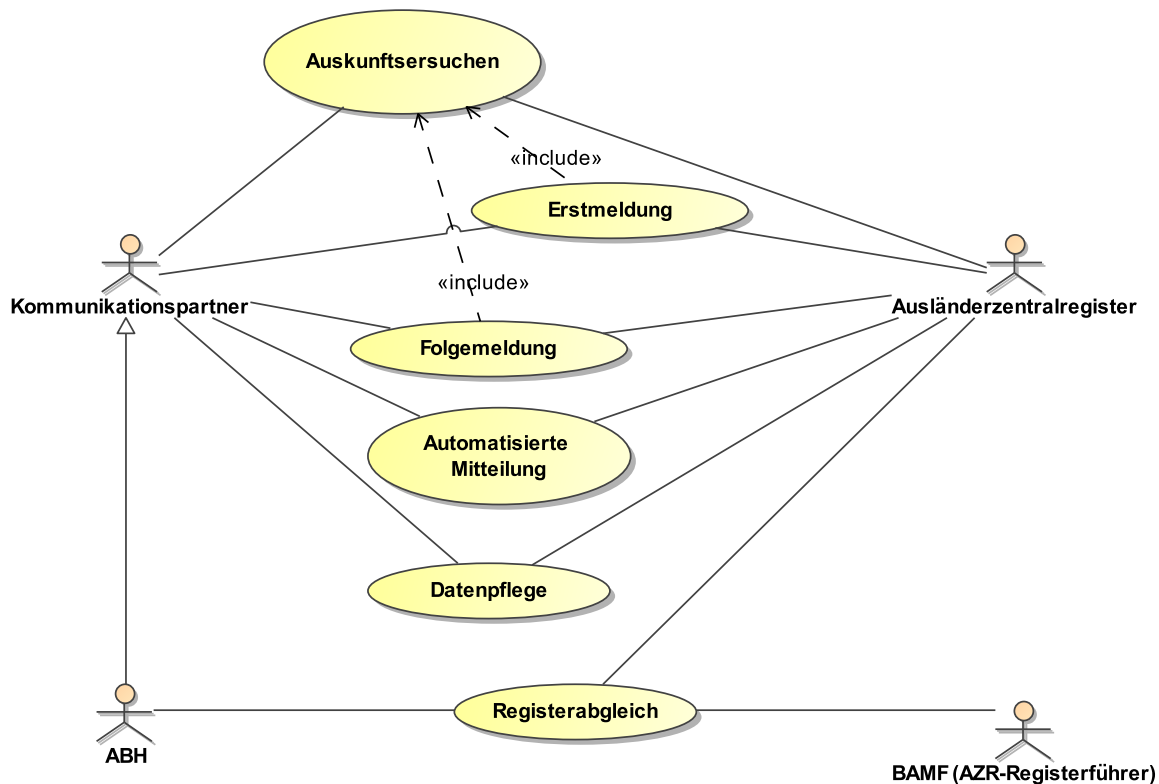 Auskunftsersuchen
«include»
Erstmeldung
«include»
Kommunikationspartner
Ausländerzentralregister
Folgemeldung
Automatisierte
Mitteilung
Datenpflege
Registerabgleich
ABH
BAMF (AZR-Registerführer)